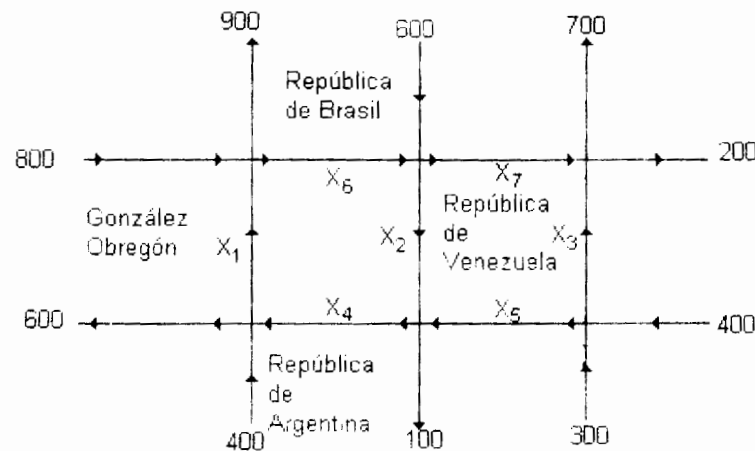 900 600 700
República
de Brasil
800 200
X6 X7
González
Obregón
República
de
Venezuela
X1 X2 X3
X4 X5
600 400
República
de
Argentina
400 100 300